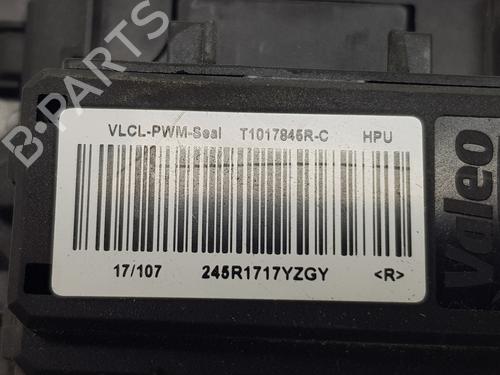 B-PARTS
VLCL-PWM-Seal T1017845R-C HPU
17/107 245R1717YZGY <R>
Valeo